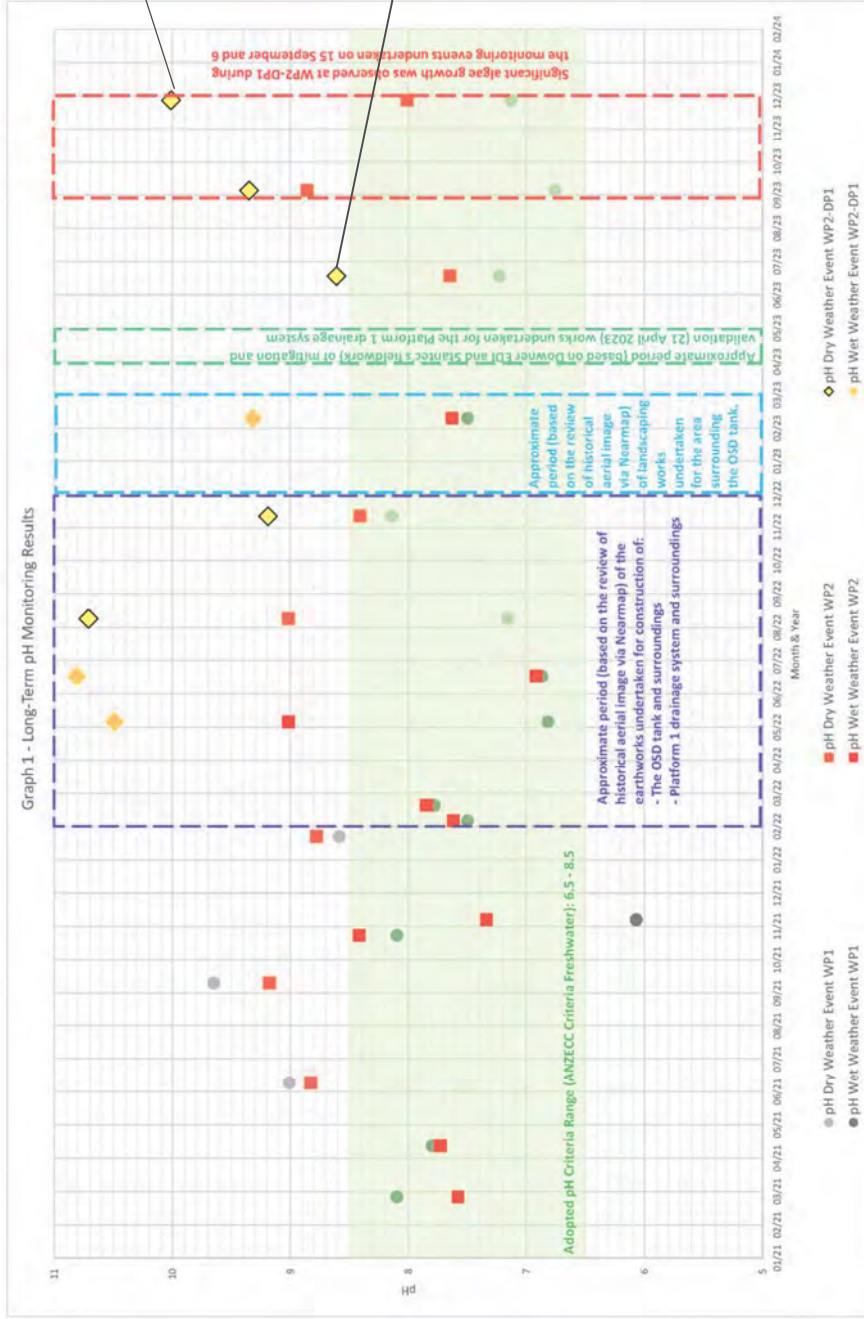 Graph 1 - Long-Term pH Monitoring Results
pH
11
10
9
8
7
6
5
Adopted pH Criteria Range (ANZECC Criteria Freshwater): 6.5 - 8.5
Approximate period (based on the review of
historical aerial image via Nearmap) of the
earthworks undertaken for construction of:
- The OSD tank and surroundings
- Platform 1 drainage system and surroundings
Approximate
period (based
on the review
of historical
aerial image
via Nearmap)
of landscaping
works
undertaken
for the area
surrounding
the OSD tank.
Approximate period (based on Downer EDI and Stantec's fieldwork) of mitigation and
validation (21 April 2023) works undertaken for the Platform 1 drainage system
Significant algae growth was observed at WP2-DP1 during
the monitoring events undertaken on 15 September and 6
01/21 02/21 03/21 04/21 05/21 06/21 07/21 08/21 09/21 10/21 11/21 12/21 01/22 02/22 03/22 04/22 05/22 06/22 07/22 08/22 09/22 10/22 11/22 12/22 01/23 02/23 03/23 04/23 05/23 06/23 07/23 08/23 09/23 10/23 11/23 12/23 01/24 02/24
Month & Year
pH Dry Weather Event WP1
pH Dry Weather Event WP2
pH Dry Weather Event WP2-DP1
pH Wet Weather Event WP1
pH Wet Weather Event WP2
pH Wet Weather Event WP2-DP1